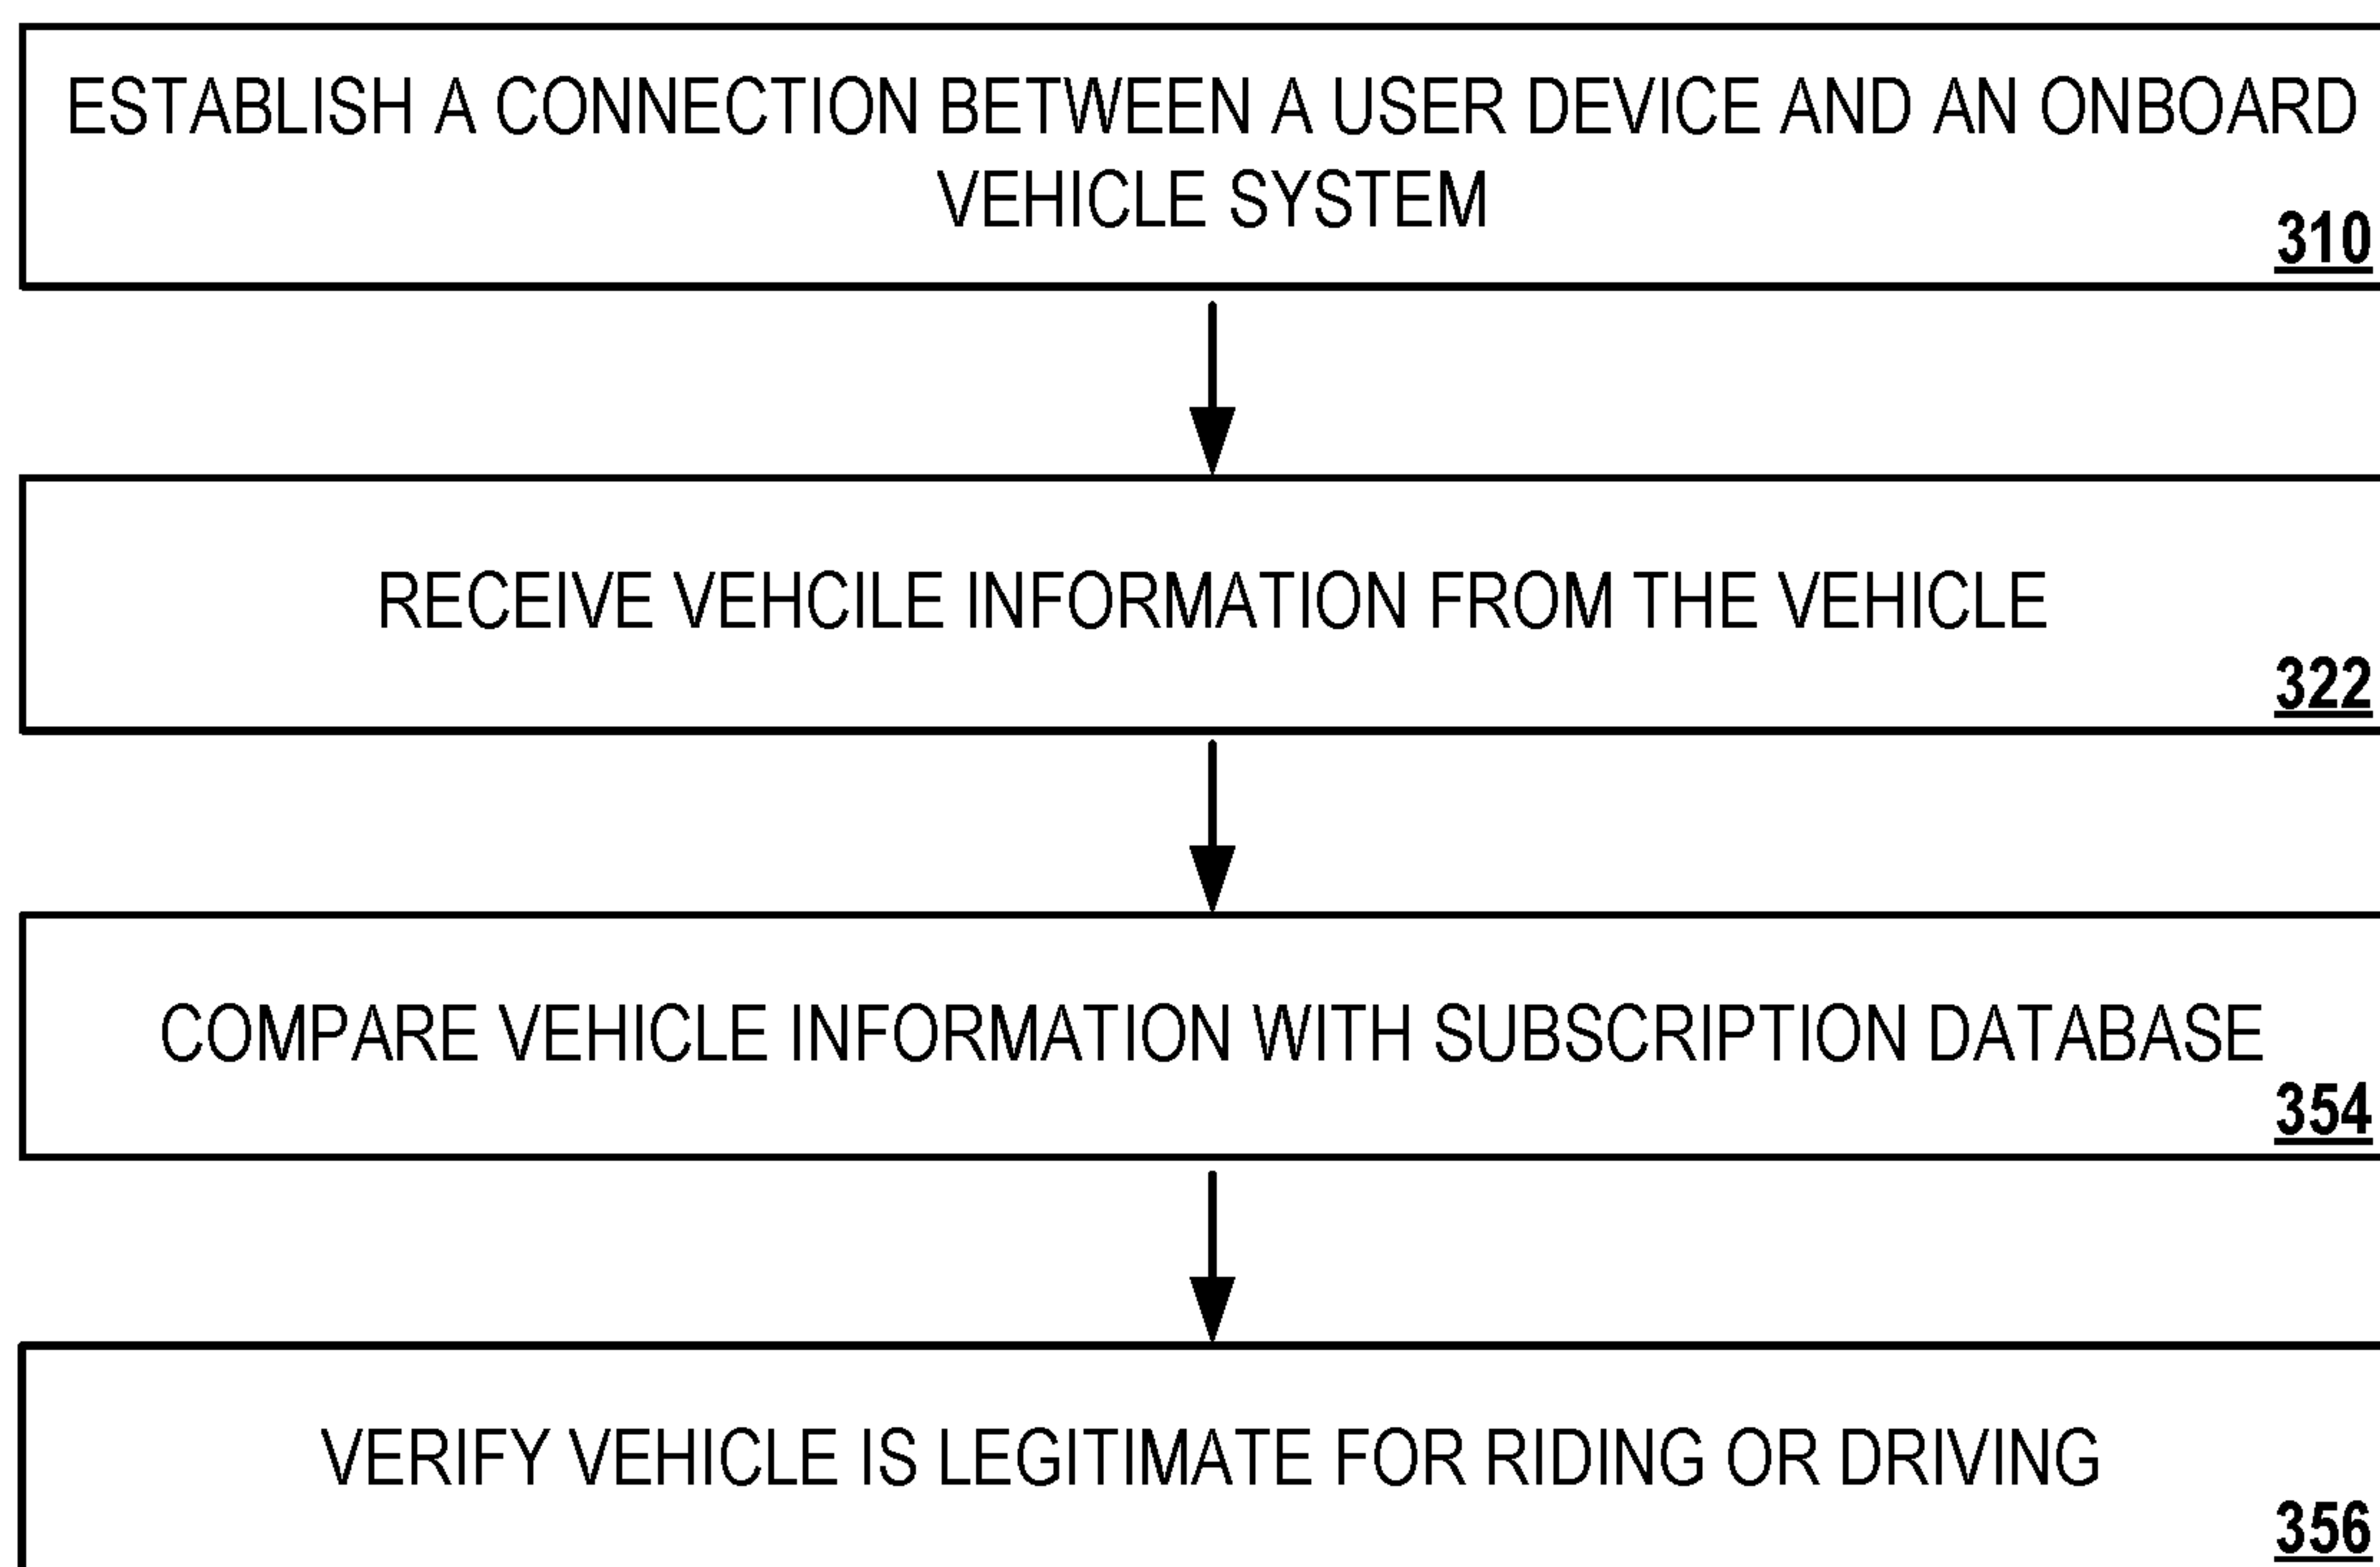 ESTABLISH A CONNECTION BETWEEN A USER DEVICE AND AN ONBOARD
VEHICLE SYSTEM
310
RECEIVE VEHCILE INFORMATION FROM THE VEHICLE
322
COMPARE VEHICLE INFORMATION WITH SUBSCRIPTION DATABASE
354
VERIFY VEHICLE IS LEGITIMATE FOR RIDING OR DRIVING
356